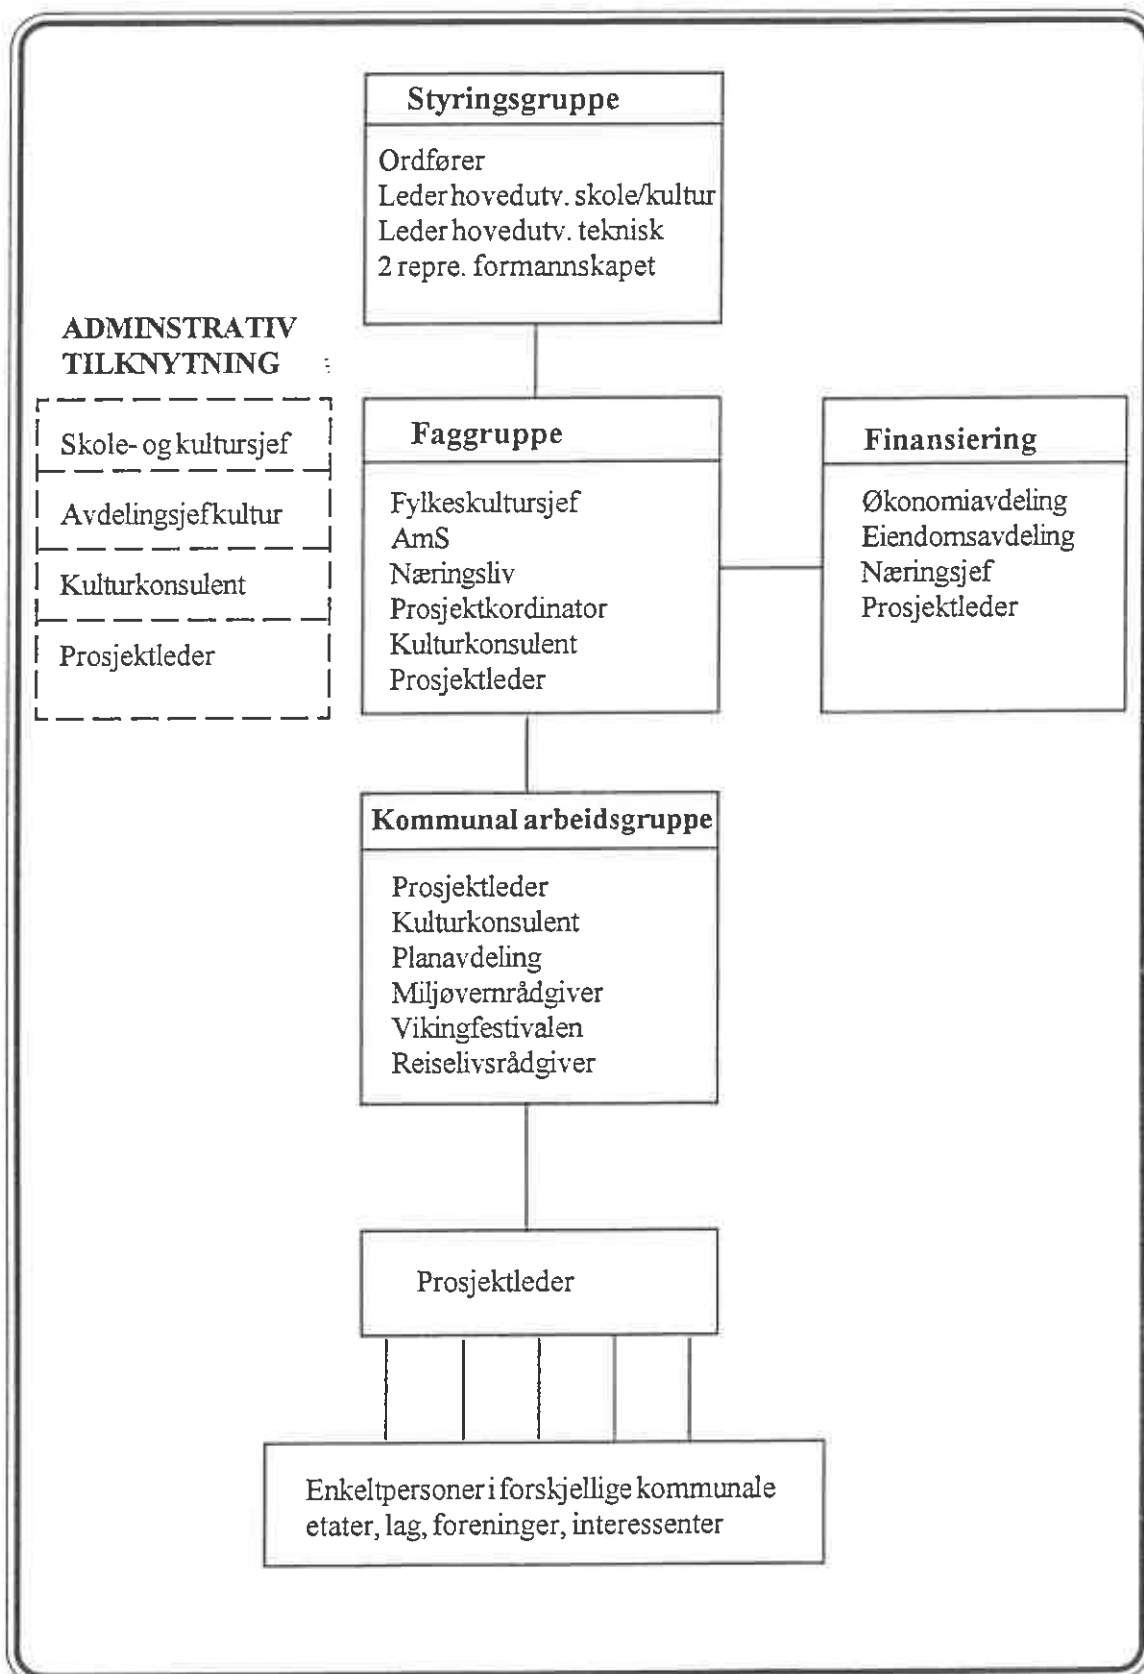 Styringsgruppe
Ordfører
Leder hovedutv. skole/kultur
Leder hovedutv. teknisk
2 repre. formannskapet
ADMINSTRATIV
TILKNYTNING
Skole- og kultursjef
Avdelingsjef kultur
Kulturkonsulent
Prosjektleder
Faggruppe
Fylkeskultursjef
AmS
Næringsliv
Prosjektkordinator
Kulturkonsulent
Prosjektleder
Finansiering
Økonomiavdeling
Eiendomsavdeling
Næringsjef
Prosjektleder
Kommunal arbeidsgruppe
Prosjektleder
Kulturkonsulent
Planavdeling
Miljøvernrådgiver
Vikingfestivalen
Reiselivsrådgiver
Prosjektleder
Enkeltpersoner i forskjellige kommunale
etater, lag, foreninger, interessenter